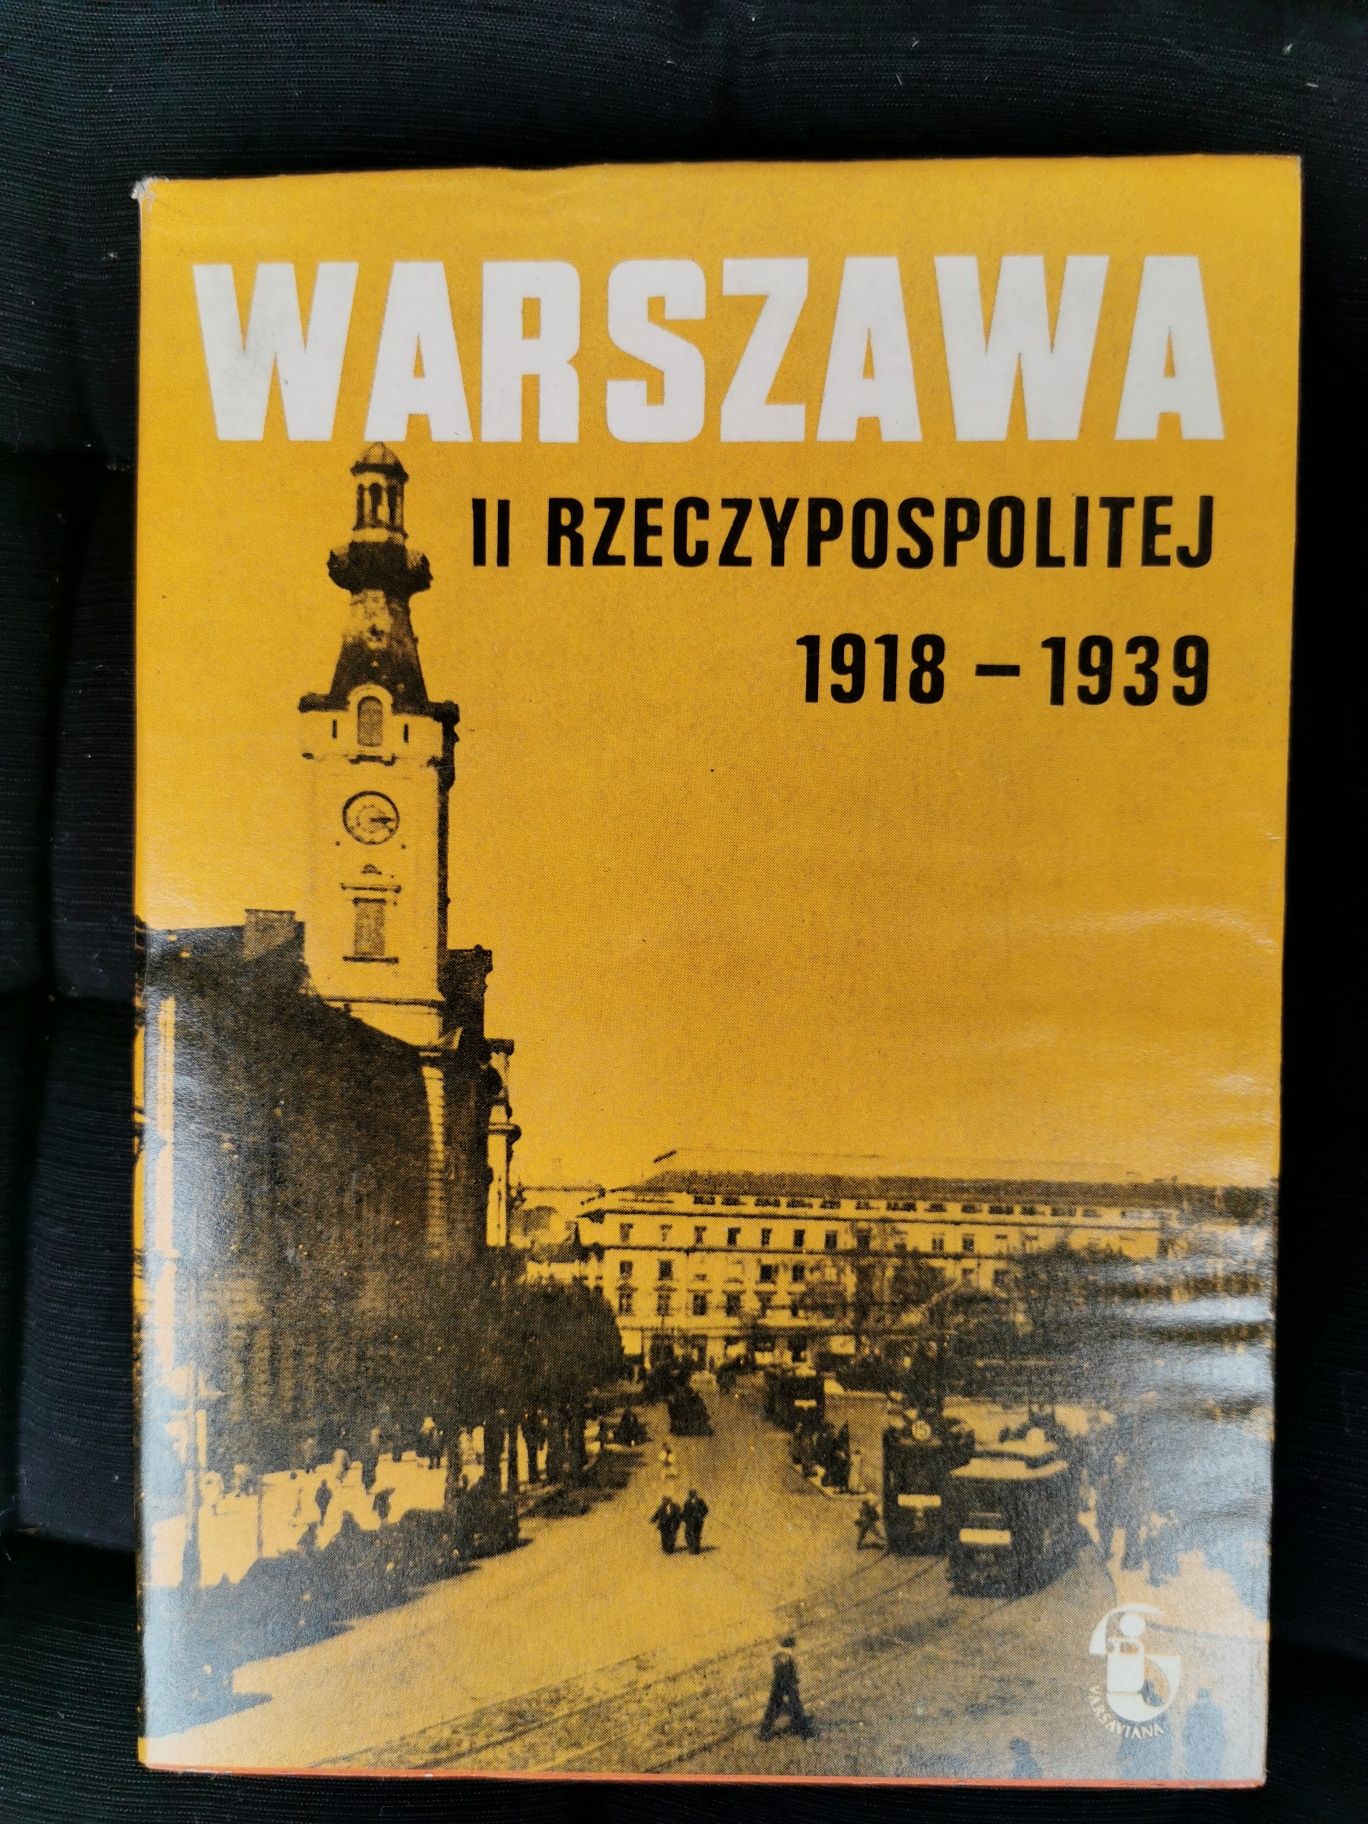 WARSZAWA
II RZECZYPOSPOLITEJ
1918 – 1939
VARSAVIANA